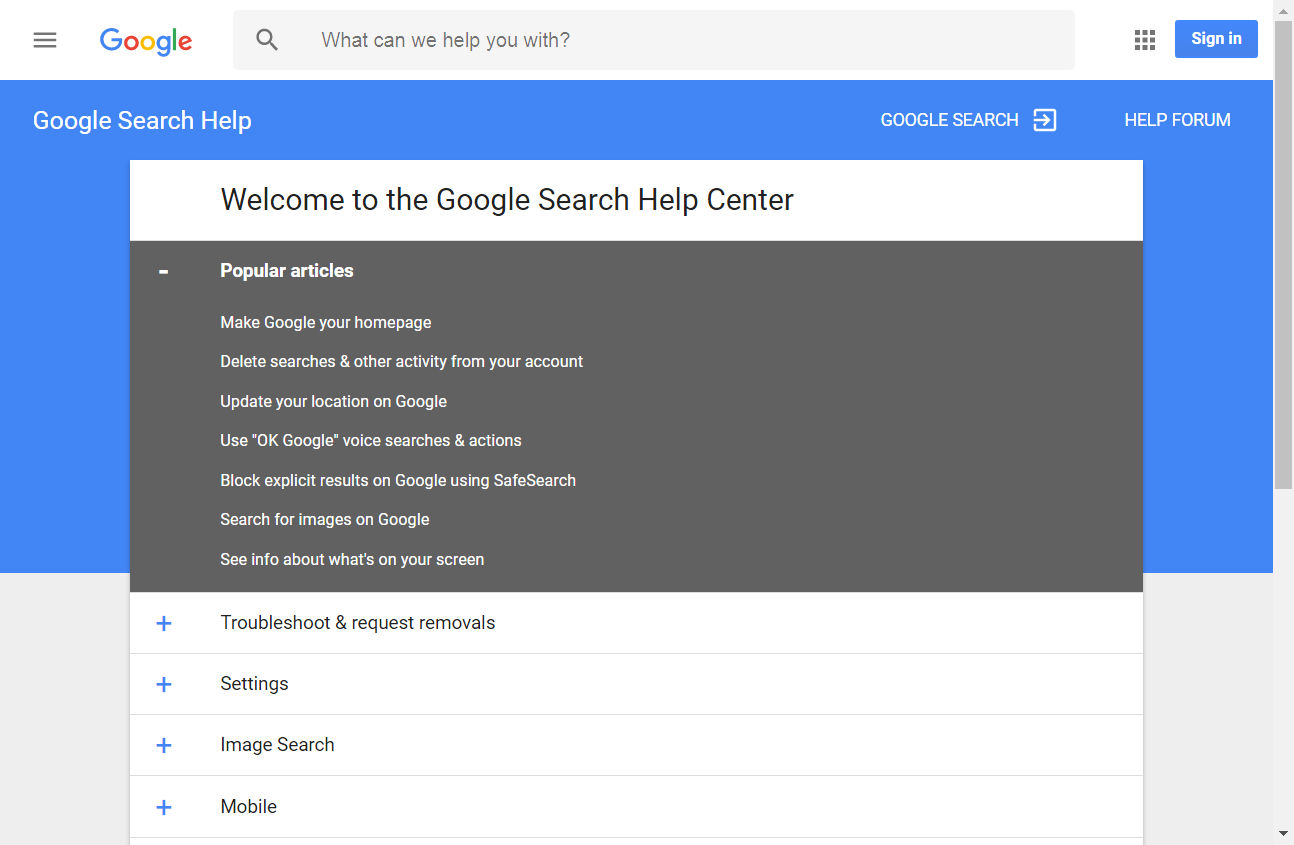 Google
What can we help you with?
Sign in
Google Search Help
GOOGLE SEARCH
HELP FORUM
Welcome to the Google Search Help Center
- Popular articles
Make Google your homepage
Delete searches & other activity from your account
Update your location on Google
Use "OK Google" voice searches & actions
Block explicit results on Google using SafeSearch
Search for images on Google
See info about what's on your screen
+ Troubleshoot & request removals
+ Settings
+ Image Search
+ Mobile